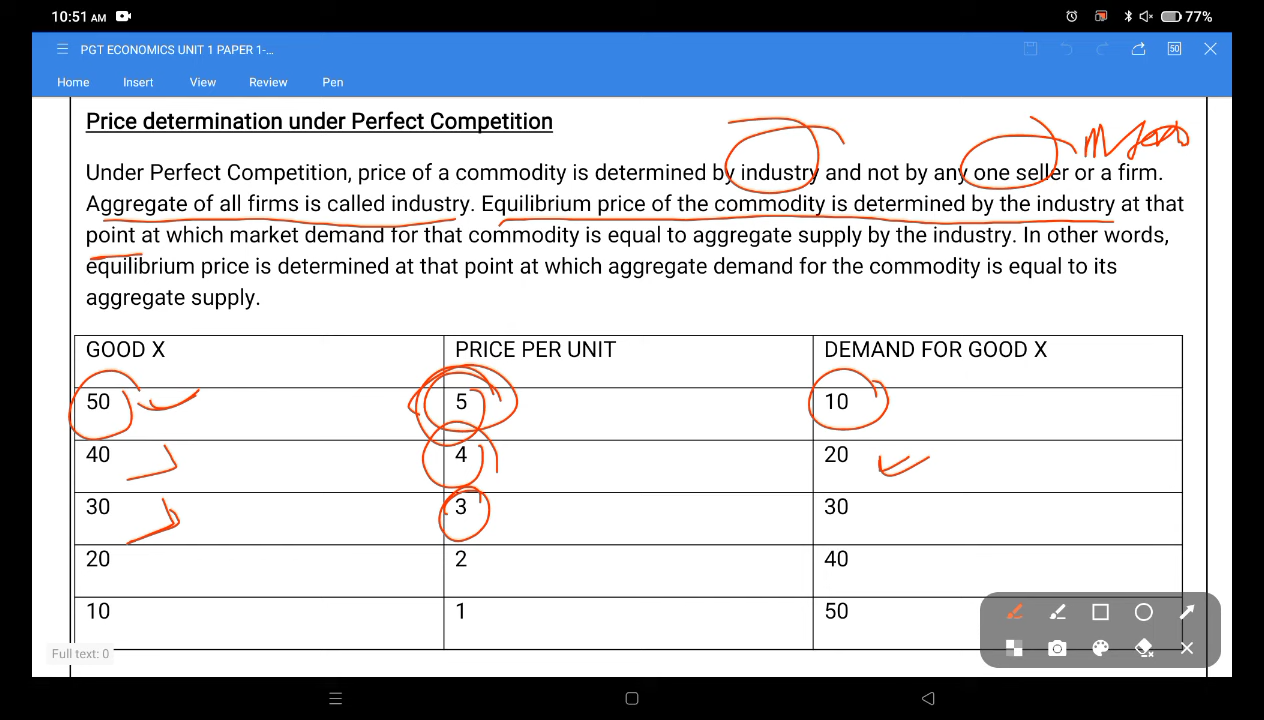 10:51 AM 77%
PGT ECONOMICS UNIT 1 PAPER 1-... 50
Home Insert View Review Pen
Price determination under Perfect Competition
Under Perfect Competition, price of a commodity is determined by industry and not by any one seller or a firm.
Aggregate of all firms is called industry. Equilibrium price of the commodity is determined by the industry at that
point at which market demand for that commodity is equal to aggregate supply by the industry. In other words,
equilibrium price is determined at that point at which aggregate demand for the commodity is equal to its
aggregate supply.
GOOD X PRICE PER UNIT DEMAND FOR GOOD X
50 5 10
40 4 20
30 3 30
20 2 40
10 1 50
Full text: 0